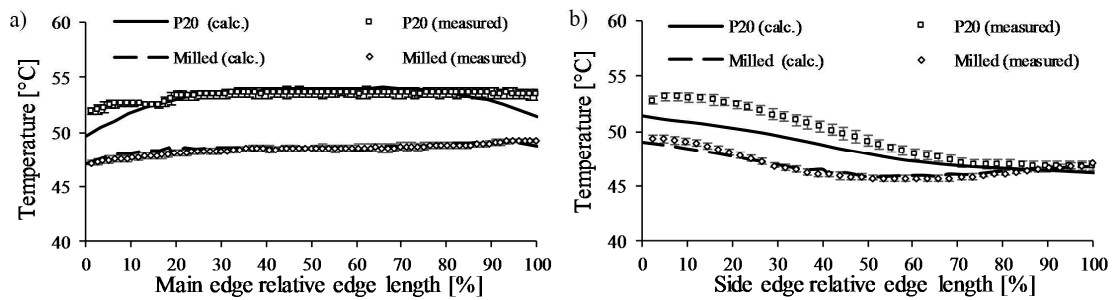 a)
60
55
50
45
40
Temperature [°C]
P20 (calc.)
P20 (measured)
Milled (calc.)
Milled (measured)
0 10 20 30 40 50 60 70 80 90 100
Main edge relative edge length [%]
b)
60
55
50
45
40
Temperature [°C]
P20 (calc.)
P20 (measured)
Milled (calc.)
Milled (measured)
0 10 20 30 40 50 60 70 80 90 100
Side edge relative edge length [%]